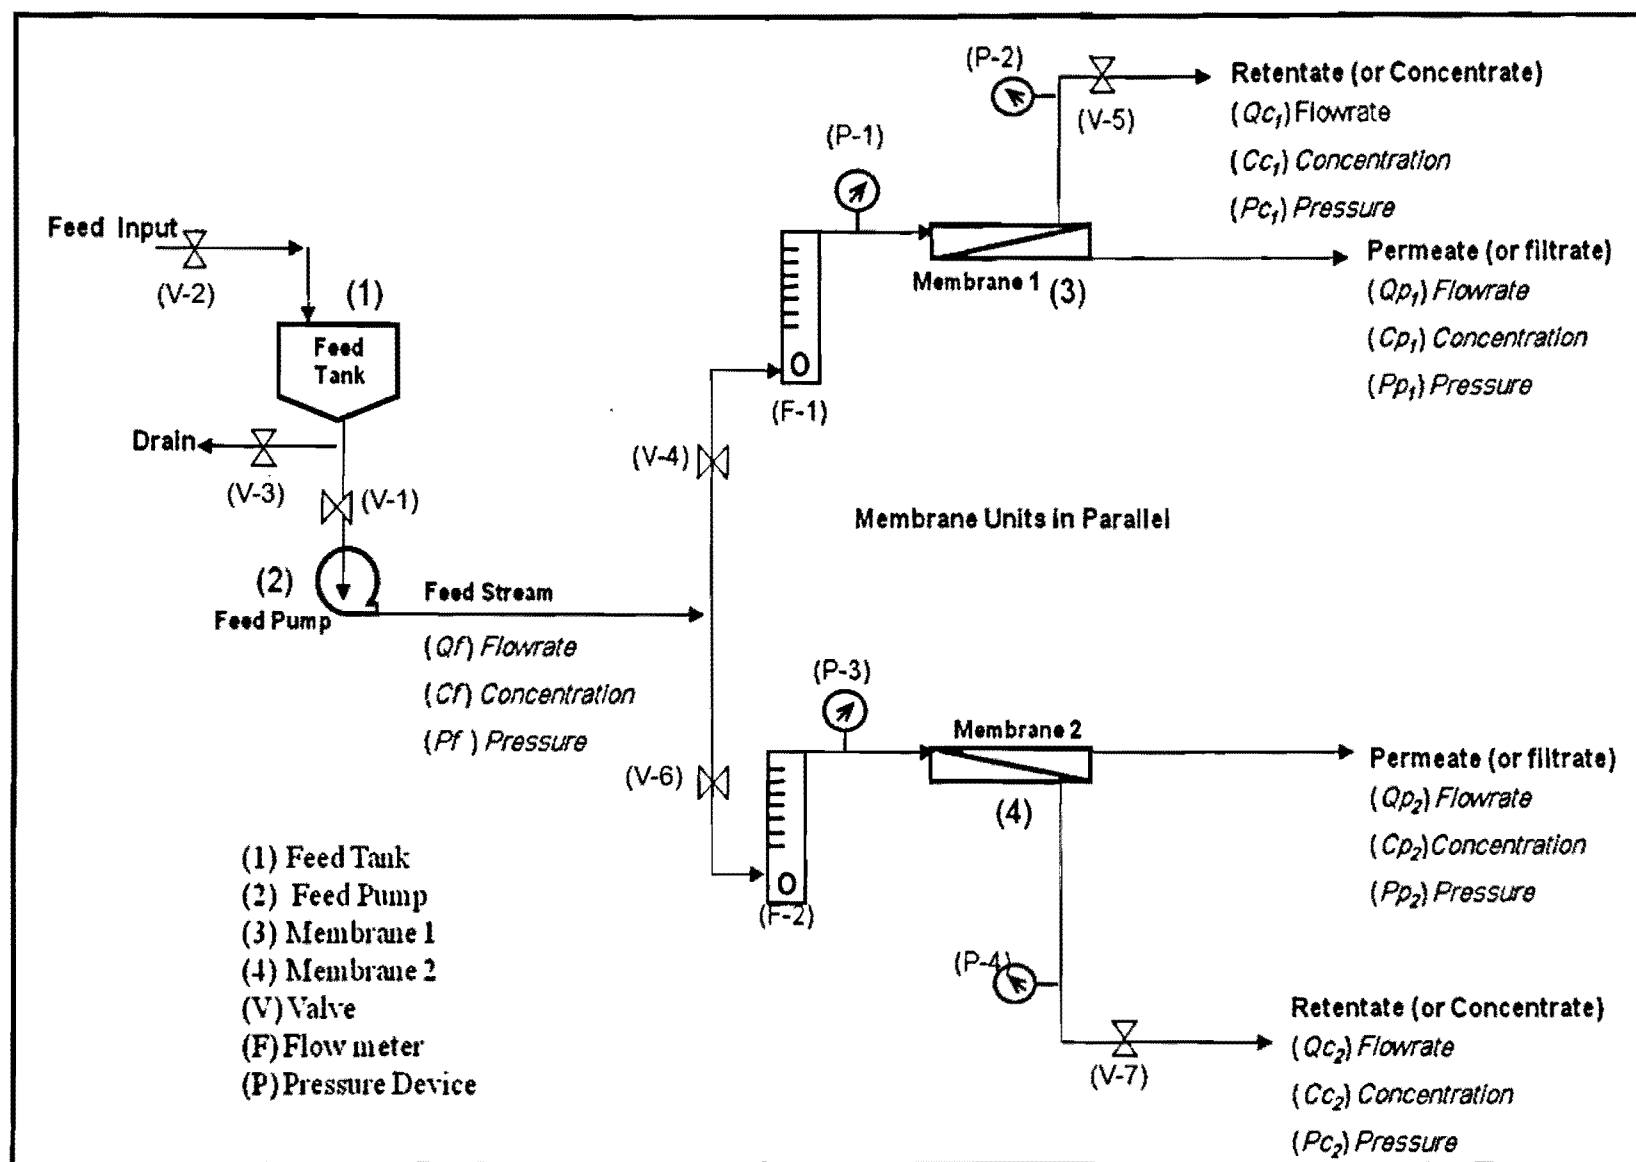 (P-2)
Retentate (or Concentrate)
(Qc₁) Flowrate
(V-5)
(P-1)
(Cc₁) Concentration
(Pc₁) Pressure
Feed Input
(V-2)
(1)
Permeate (or filtrate)
Membrane 1 (3)
(Qp₁) Flowrate
Feed
Tank
(Cp₁) Concentration
(Pp₁) Pressure
(F-1)
Drain
(V-3)
(V-1)
(V-4)
Membrane Units in Parallel
(2)
Feed Pump
Feed Stream
(Qf) Flowrate
(Cf) Concentration
(Pf ) Pressure
(P-3)
Membrane 2
(V-6)
(4)
Permeate (or filtrate)
(Qp₂) Flowrate
(Cp₂) Concentration
(Pp₂) Pressure
(F-2)
(P-4)
(V-7)
Retentate (or Concentrate)
(Qc₂) Flowrate
(Cc₂) Concentration
(Pc₂) Pressure
(1) Feed Tank
(2) Feed Pump
(3) Membrane 1
(4) Membrane 2
(V) Valve
(F) Flow meter
(P) Pressure Device